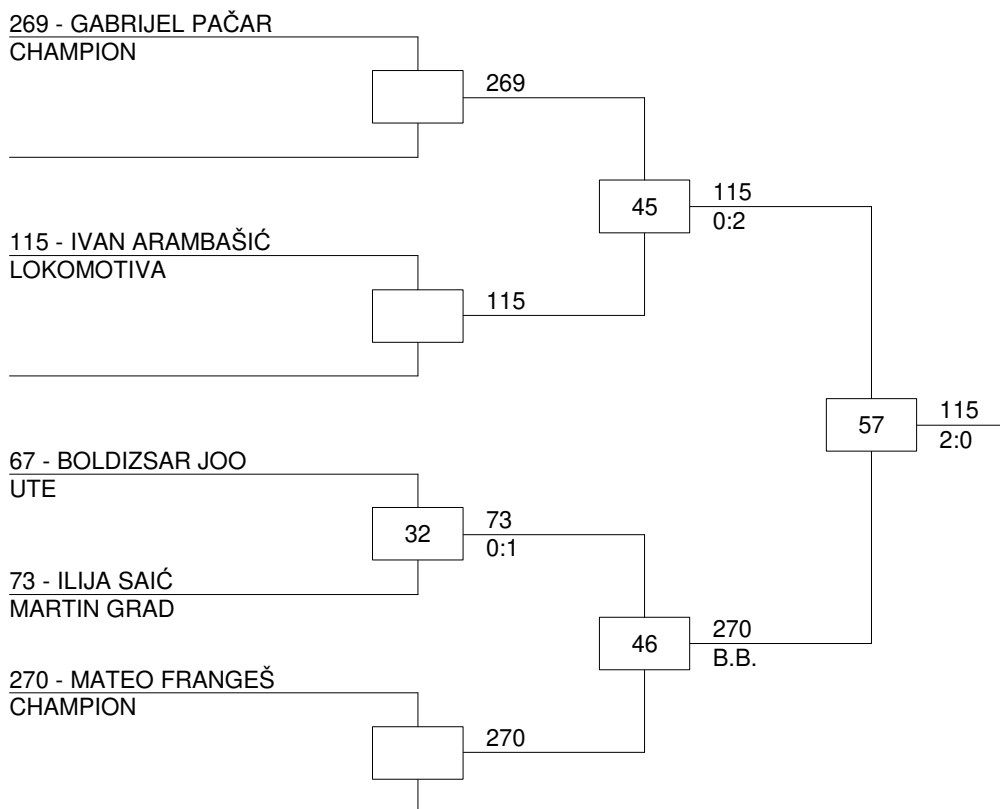 269 - GABRIJEL PAČAR
CHAMPION
269
45
115
0:2
115 - IVAN ARAMBAŠIĆ
LOKOMOTIVA
115
57
115
2:0
67 - BOLDIZSAR JOO
UTE
32
73
0:1
73 - ILIJA SAIĆ
MARTIN GRAD
46
270
B.B.
270 - MATEO FRANGEŠ
CHAMPION
270